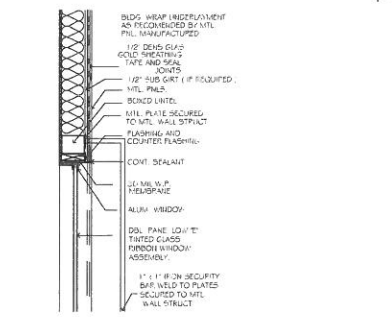 BLDG WRAP UNDERLAYMENT
AS RECOMENDED BY MTL
PNL. MANUFACTURED
1/2" DENS GLAS
GOLD SHEATHING
TAPE AND SEAL
JOINTS
1/2" SUB GIRT ( IF REQUIRED )
MTL. PNLS.
BOXED LINTEL
MTL. PLATE SECURED
TO MTL. WALL STRUCT
FLASHING AND
COUNTER FLASHING
CONT. SEALANT
30 MIL W.P.
MEMBRANE
ALUM WINDOW
DBL. PANE LOW "E"
TINTED GLASS
RIBBON WINDOW
ASSEMBLY.
IRON SECURITY
BAR, WELD TO PLATES
SECURED TO MTL
WALL STRUCT